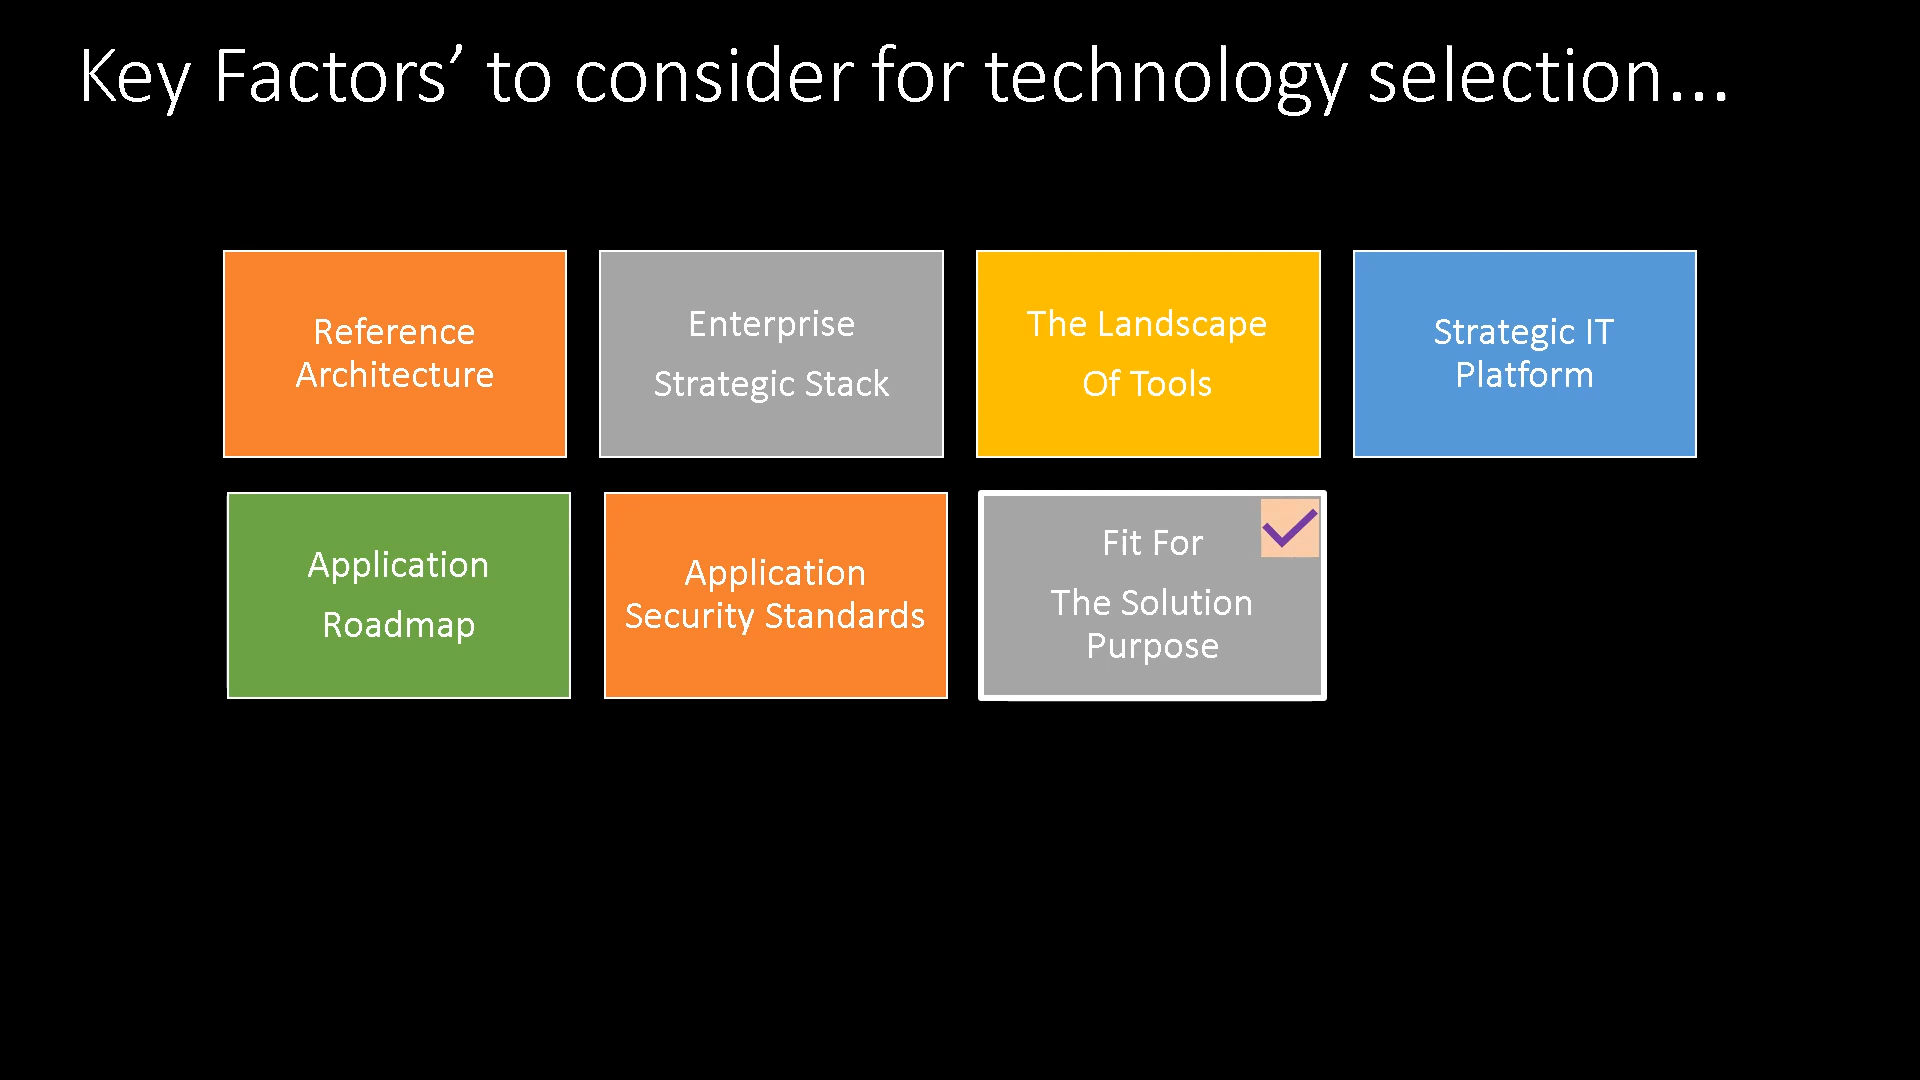 Key Factors’ to consider for technology selection...
Reference
Architecture
Enterprise
Strategic Stack
The Landscape
Of Tools
Strategic IT
Platform
Application
Roadmap
Application
Security Standards
Fit For
The Solution
Purpose